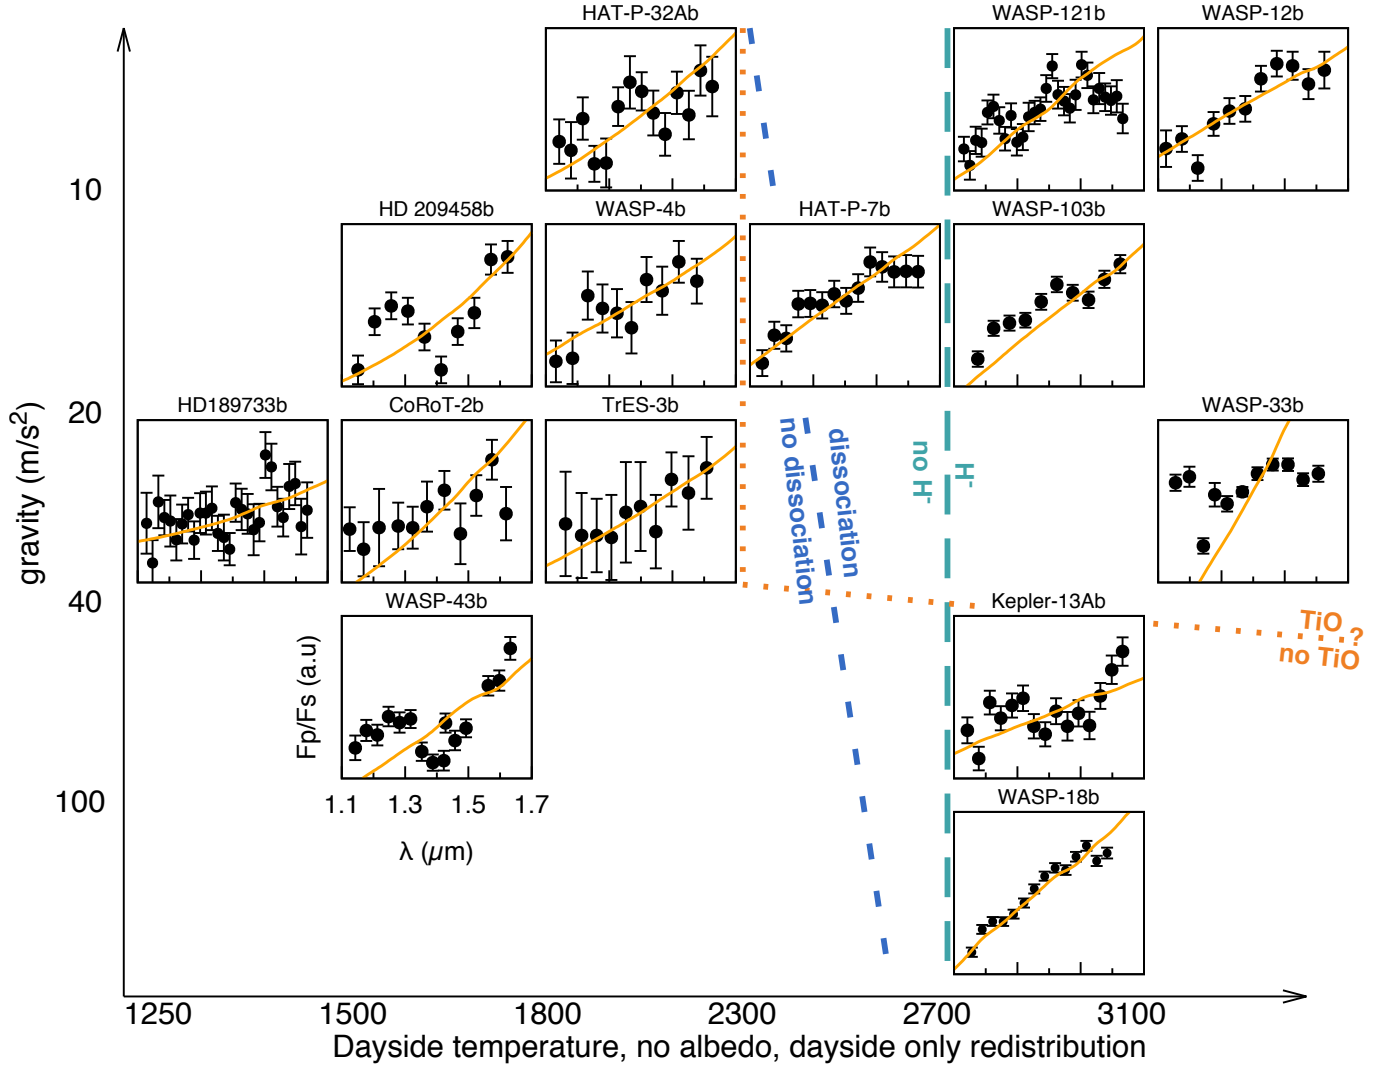 HAT-P-32Ab
WASP-121b
WASP-12b
10
HD 209458b
WASP-4b
HAT-P-7b
WASP-103b
20
HD189733b
CoRoT-2b
TrES-3b
WASP-33b
gravity (m/s²)
no dissociation
dissociation
no H⁻
H⁻
40
WASP-43b
Kepler-13Ab
TiO ?
no TiO
Fp/Fs (a.u)
100
WASP-18b
1.1 1.3 1.5 1.7
λ (μm)
1250 1500 1800 2300 2700 3100
Dayside temperature, no albedo, dayside only redistribution